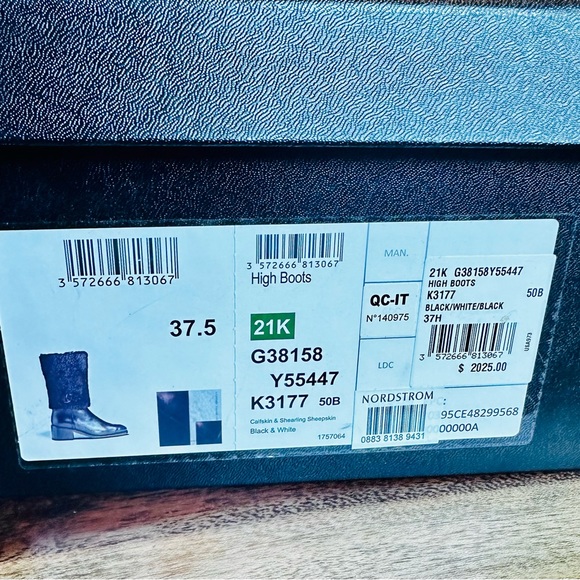 3 572666 813067
37.5
3 572666 813067
High Boots
21K
G38158
Y55447
K3177 50B
Calfskin & Shearling Sheepskin
Black & White
1757064
MAN.
QC-IT
N°140975
LDC
NORDSTROM
0883 8138 9431
21K G38158Y55447
HIGH BOOTS
K3177 50B
BLACK/WHITE/BLACK
37H
3 572666 813067
$ 2025.00
USA973
95CE48299568
00000A